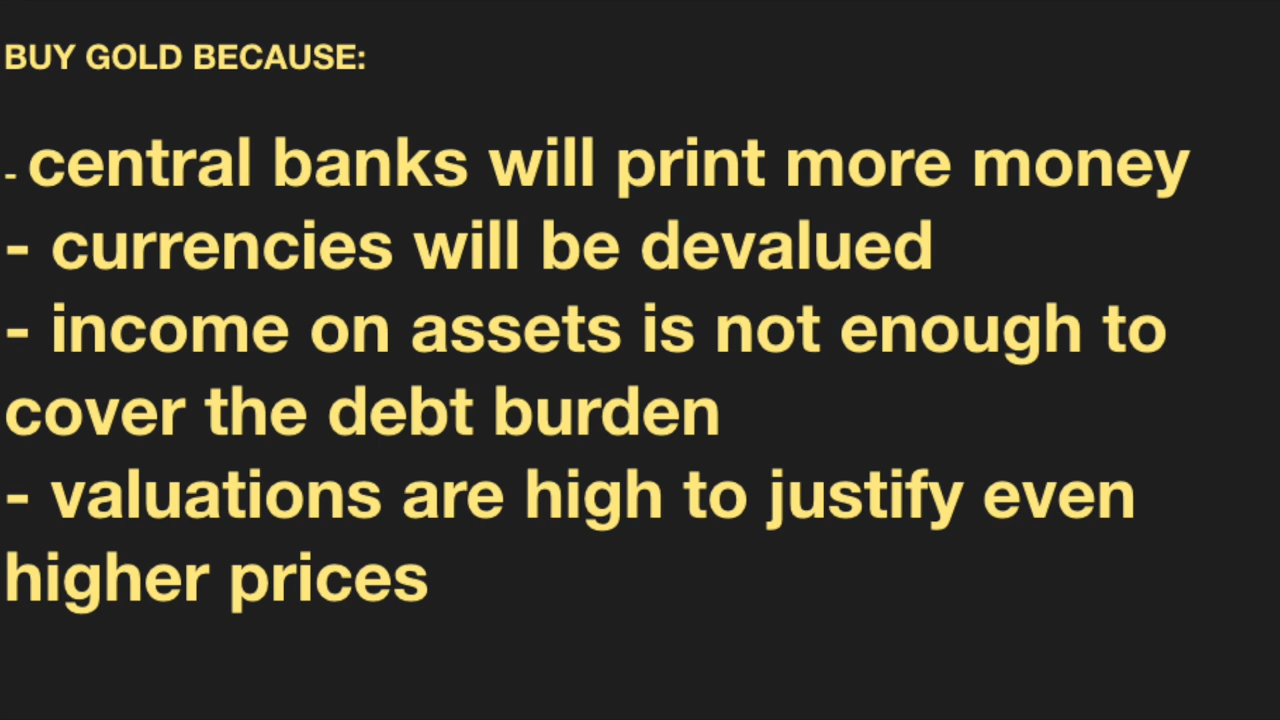 BUY GOLD BECAUSE:
- central banks will print more money
- currencies will be devalued
- income on assets is not enough to
cover the debt burden
- valuations are high to justify even
higher prices